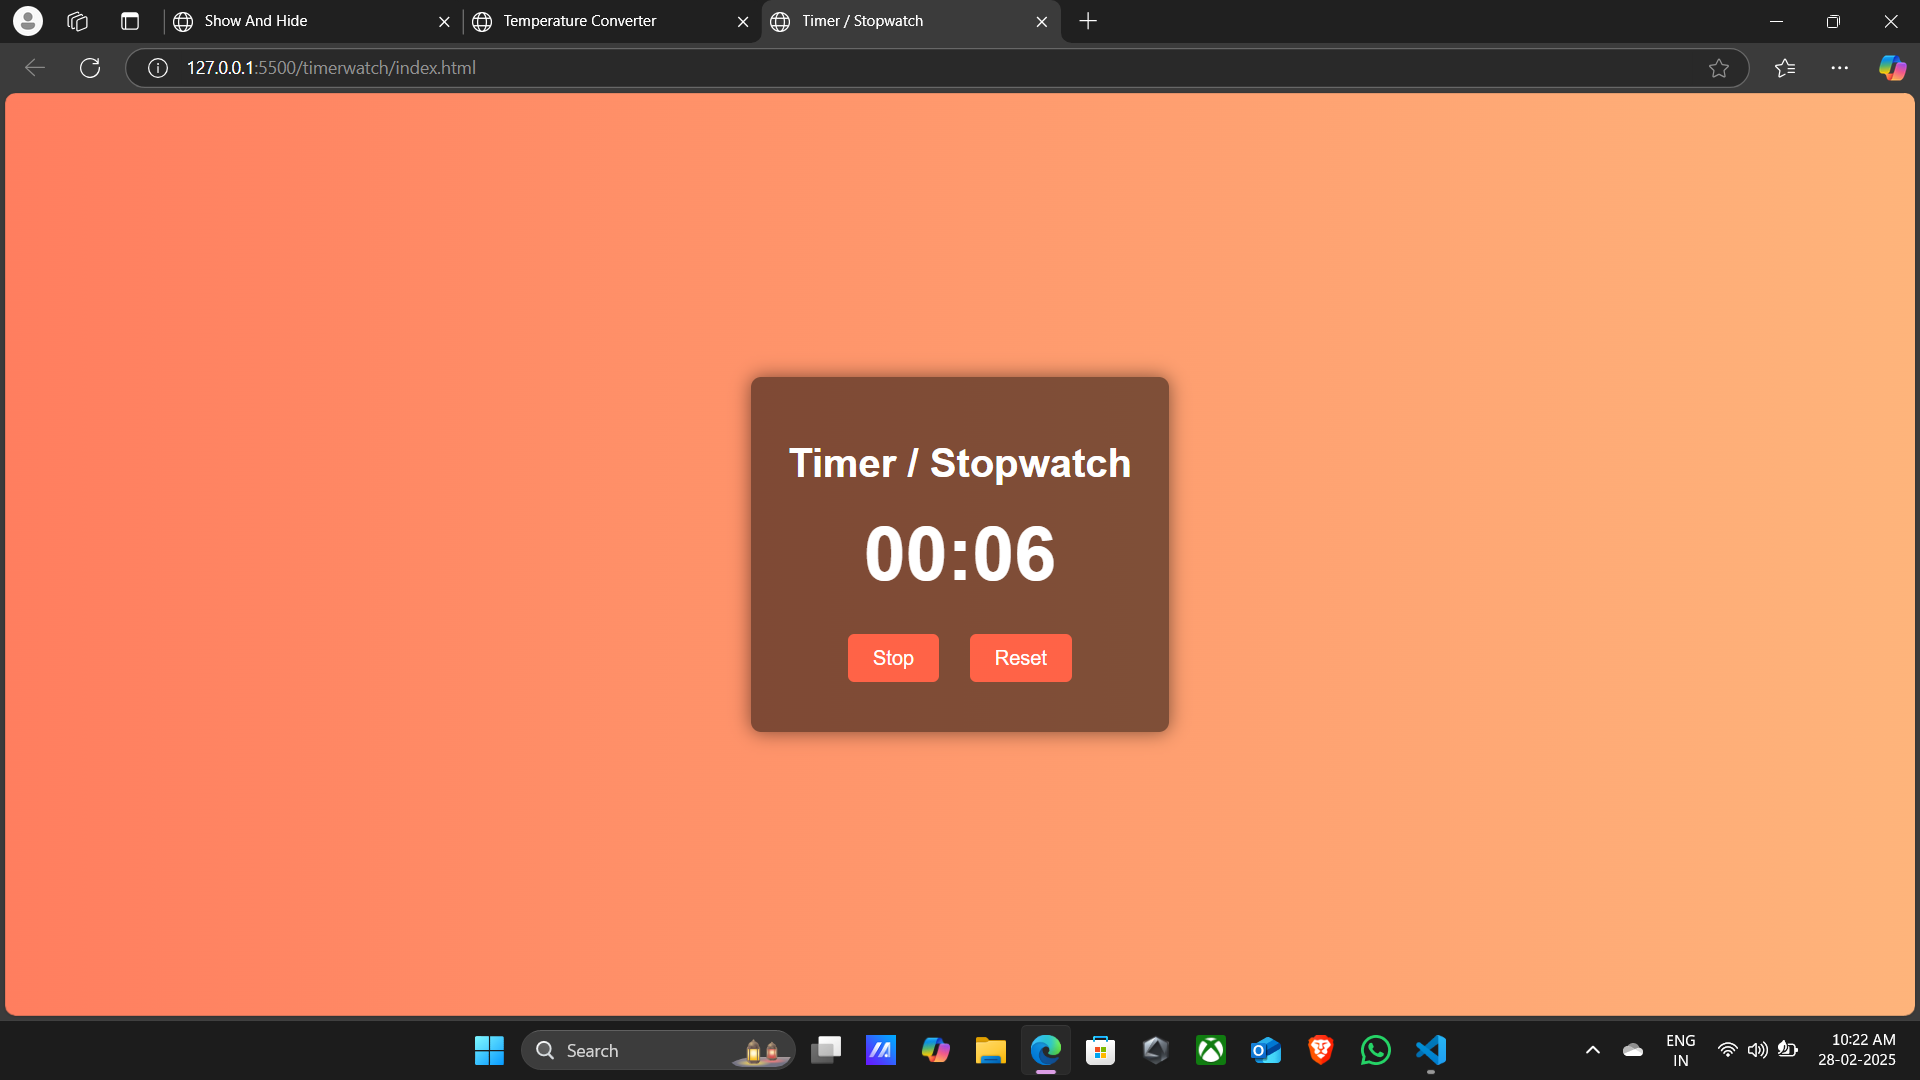 Show And Hide
Temperature Converter
Timer / Stopwatch
127.0.0.1:5500/timerwatch/index.html
Timer / Stopwatch
00:06
Stop
Reset
Search
ENG
IN
10:22 AM
28-02-2025